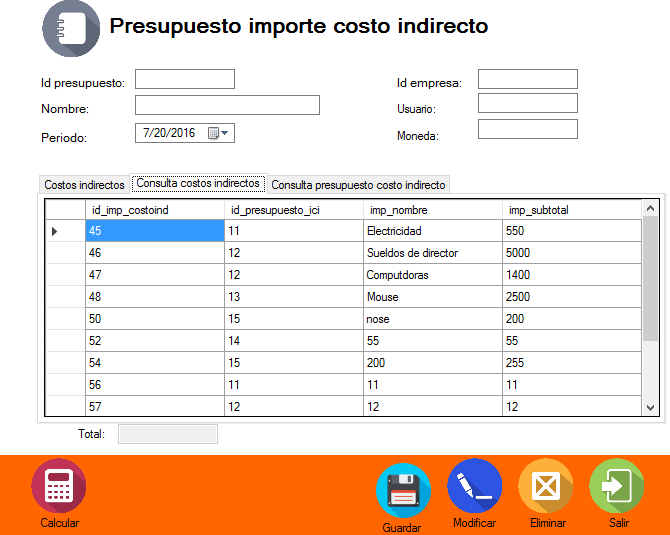 Presupuesto importe costo indirecto
Id presupuesto: Id empresa:
Nombre: Usuario:
Periodo: 7/20/2016 Moneda:
Costos indirectos Consulta costos indirectos Consulta presupuesto costo indirecto
id_imp_costoind id_presupuesto_ici imp_nombre imp_subtotal
45 11 Electricidad 550
46 12 Sueldos de director 5000
47 12 Computdoras 1400
48 13 Mouse 2500
50 15 nose 200
52 14 55 55
54 15 200 255
56 11 11 11
57 12 12 12
Total:
Calcular Guardar Modificar Eliminar Salir